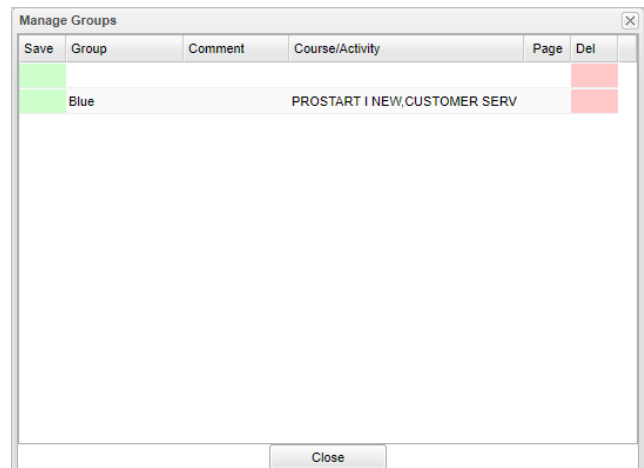 Manage Groups
Save Group Comment Course/Activity Page Del
Blue PROSTART I NEW,CUSTOMER SERV
Close